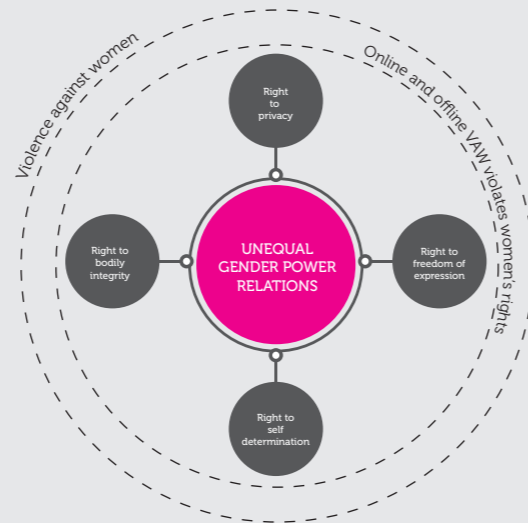 Violence against women
Online and offline VAW violates women's rights
Right
to
privacy
Right to
bodily
integrity
UNEQUAL
GENDER POWER
RELATIONS
Right to
freedom of
expression
Right to
self
determination